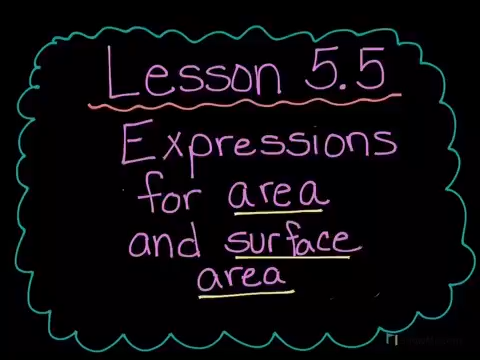 Lesson 5.5
Expressions
for area
and surface
area